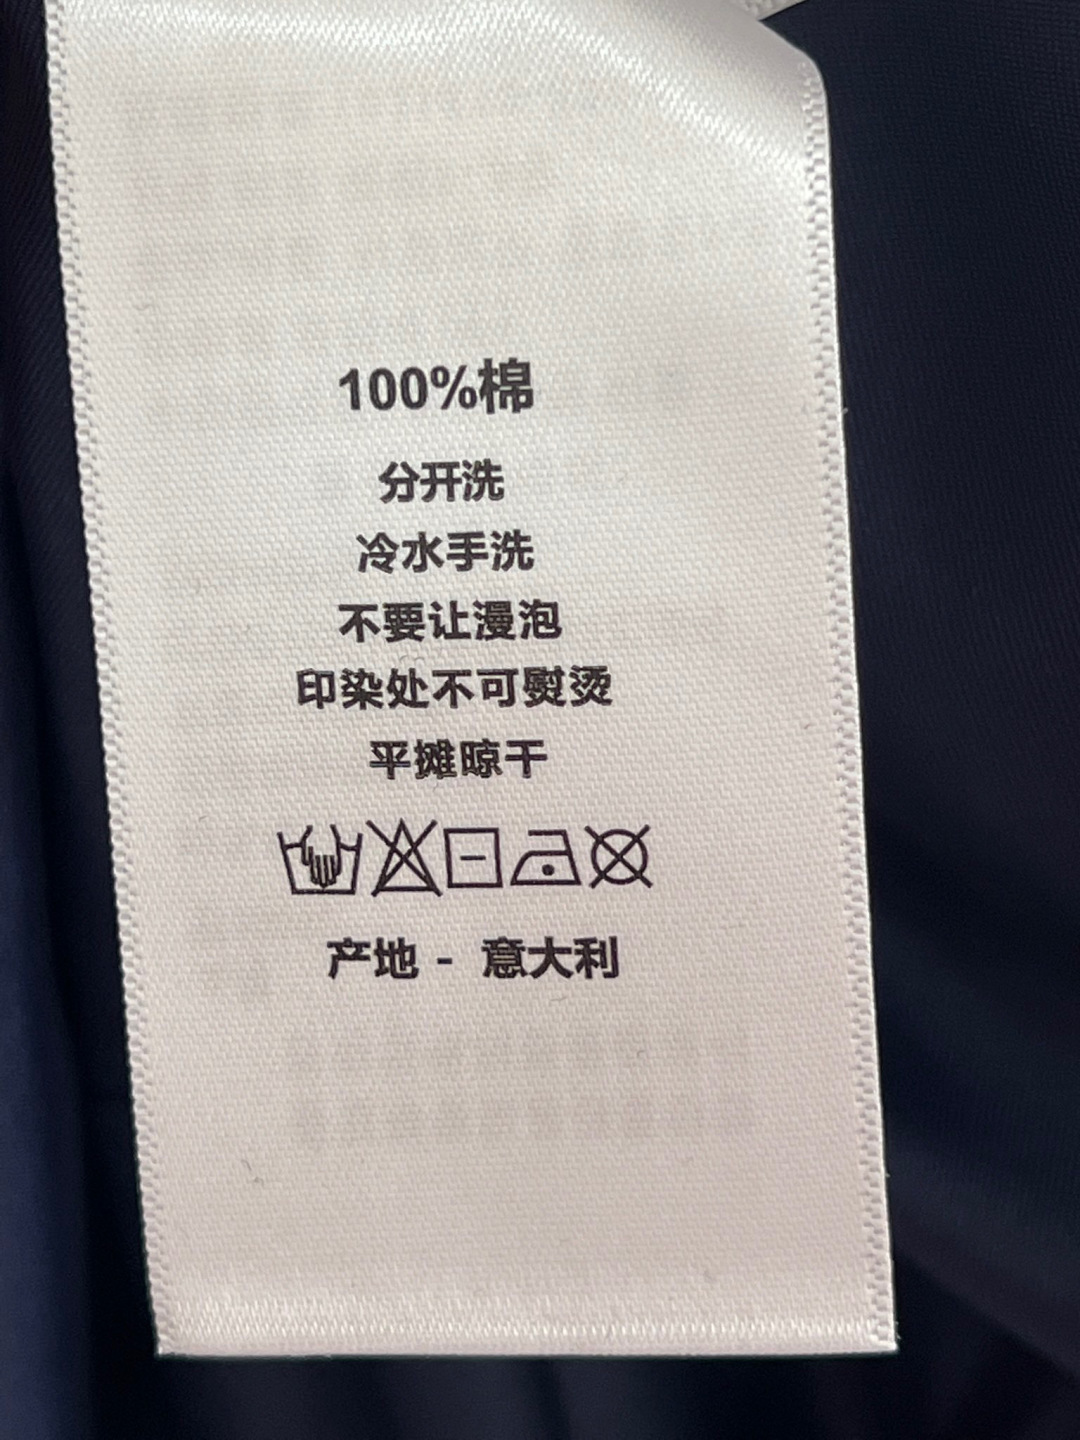 100%棉
分开洗
冷水手洗
不要让漫泡
印染处不可熨烫
平摊晾干
产地 - 意大利